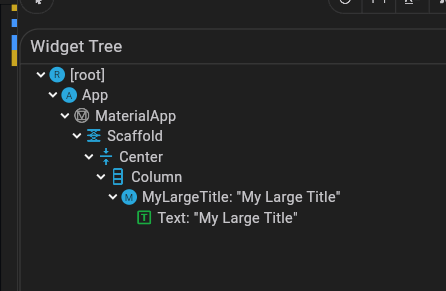 Widget Tree
R [root]
A App
M MaterialApp
Scaffold
Center
Column
M MyLargeTitle: "My Large Title"
T Text: "My Large Title"